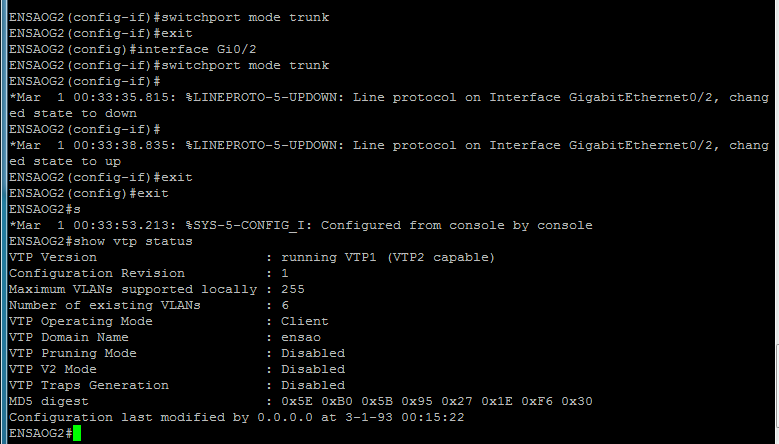 ENSAOG2(config-if)#switchport mode trunk
ENSAOG2(config-if)#exit
ENSAOG2(config)#interface Gi0/2
ENSAOG2(config-if)#switchport mode trunk
ENSAOG2(config-if)#
*Mar  1 00:33:35.815: %LINEPROTO-5-UPDOWN: Line protocol on Interface GigabitEthernet0/2, chang
ed state to down
ENSAOG2(config-if)#
*Mar  1 00:33:38.835: %LINEPROTO-5-UPDOWN: Line protocol on Interface GigabitEthernet0/2, chang
ed state to up
ENSAOG2(config-if)#exit
ENSAOG2(config)#exit
ENSAOG2#s
*Mar  1 00:33:53.213: %SYS-5-CONFIG_I: Configured from console by console
ENSAOG2#show vtp status
VTP Version                     : running VTP1 (VTP2 capable)
Configuration Revision          : 1
Maximum VLANs supported locally : 255
Number of existing VLANs        : 6
VTP Operating Mode              : Client
VTP Domain Name                 : ensao
VTP Pruning Mode                : Disabled
VTP V2 Mode                     : Disabled
VTP Traps Generation            : Disabled
MD5 digest                      : 0x5E 0xB0 0x5B 0x95 0x27 0x1E 0xF6 0x30
Configuration last modified by 0.0.0.0 at 3-1-93 00:15:22
ENSAOG2#